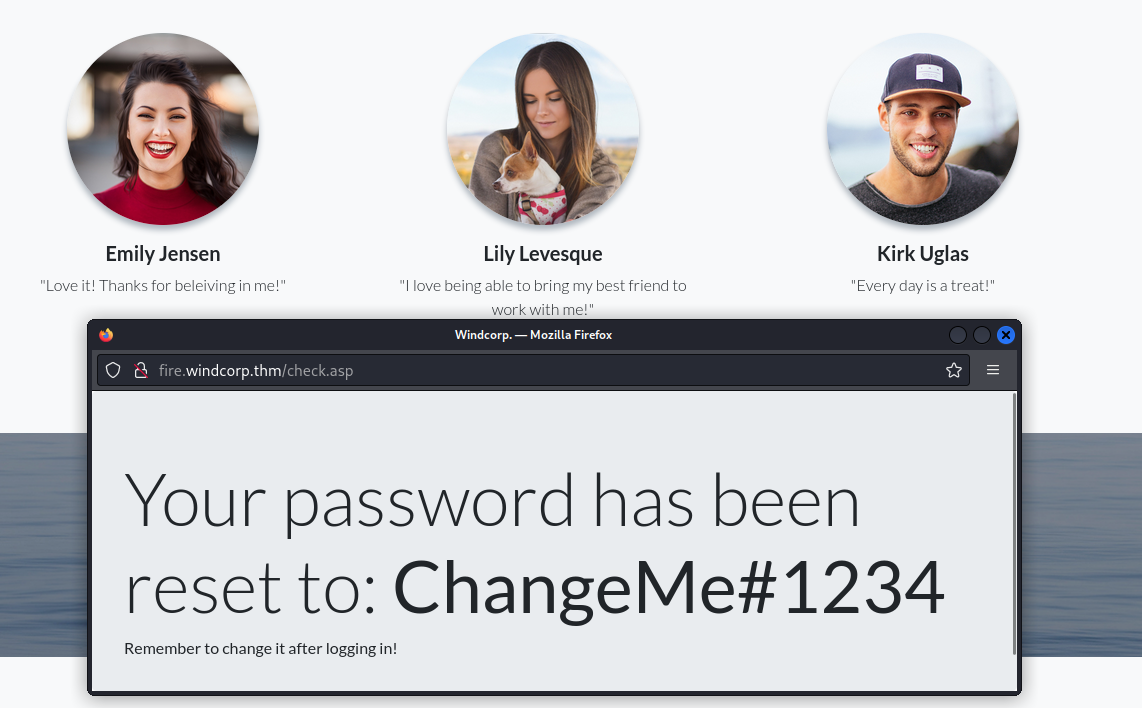 Emily Jensen
Lily Levesque
Kirk Uglas
"Love it! Thanks for beleiving in me!"
"I love being able to bring my best friend to
work with me!"
"Every day is a treat!"
Windcorp. — Mozilla Firefox
fire.windcorp.thm/check.asp
Your password has been
reset to: ChangeMe#1234
Remember to change it after logging in!